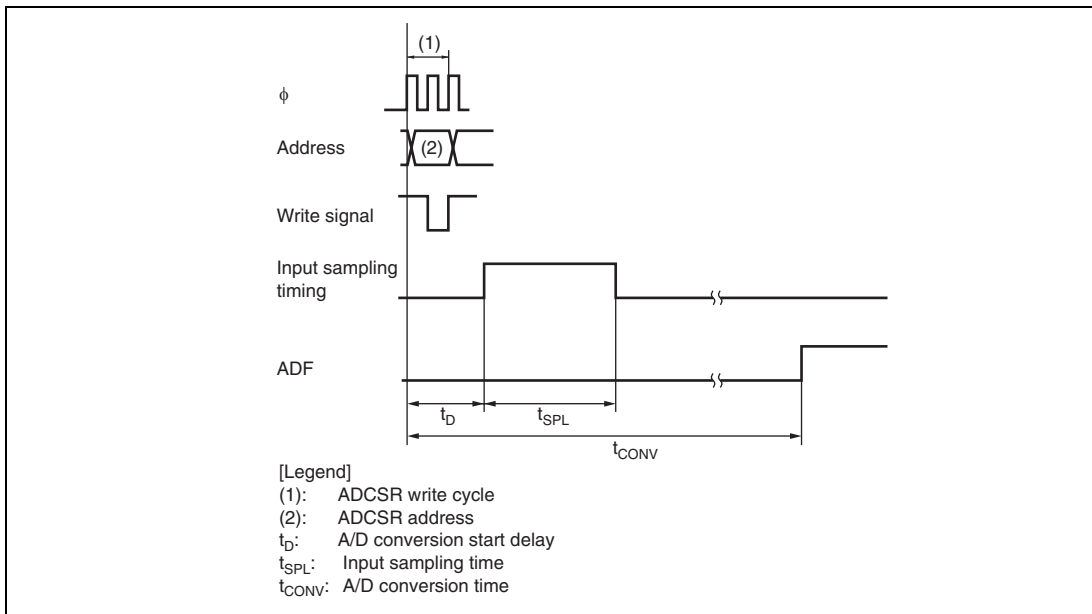 (1)
ϕ
Address
(2)
Write signal
Input sampling
timing
ADF
tD
tSPL
tCONV
[Legend]
(1): ADCSR write cycle
(2): ADCSR address
tD: A/D conversion start delay
tSPL: Input sampling time
tCONV: A/D conversion time